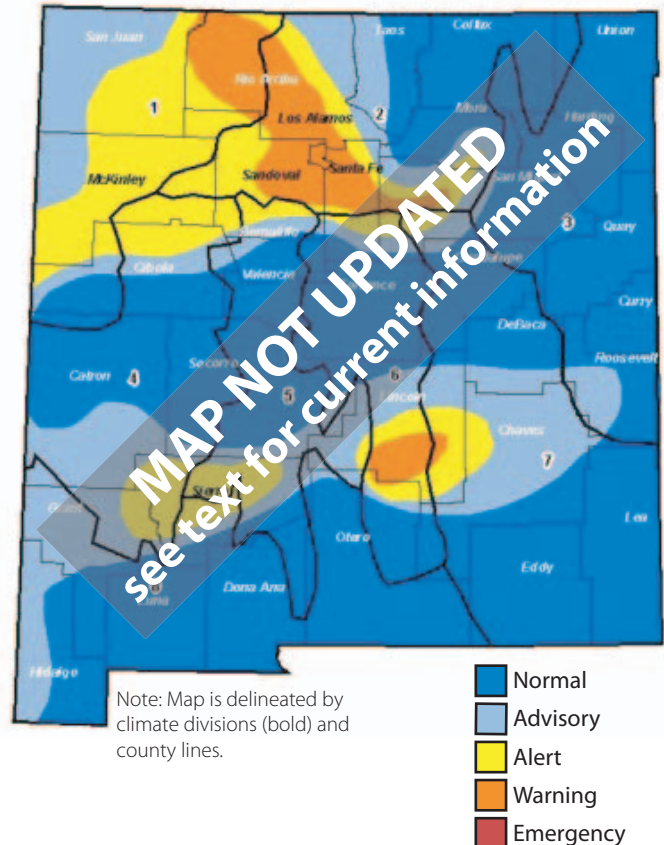 San Juan
Rio Arriba
Taos
Colfax
Union
1
2
Mora
Harding
Los Alamos
McKinley
Sandoval
Santa Fe
San Mi
3
Quay
Bernalillo
Cibola
Valencia
Curry
DeBaca
Roosevelt
Catron
4
Socorro
5
6
Lincoln
Chaves
7
Sierra
Grant
Lea
Otero
Eddy
Luna
Dona Ana
Hidalgo
MAP NOT UPDATED
see text for current information
Note: Map is delineated by
climate divisions (bold) and
county lines.
Normal
Advisory
Alert
Warning
Emergency